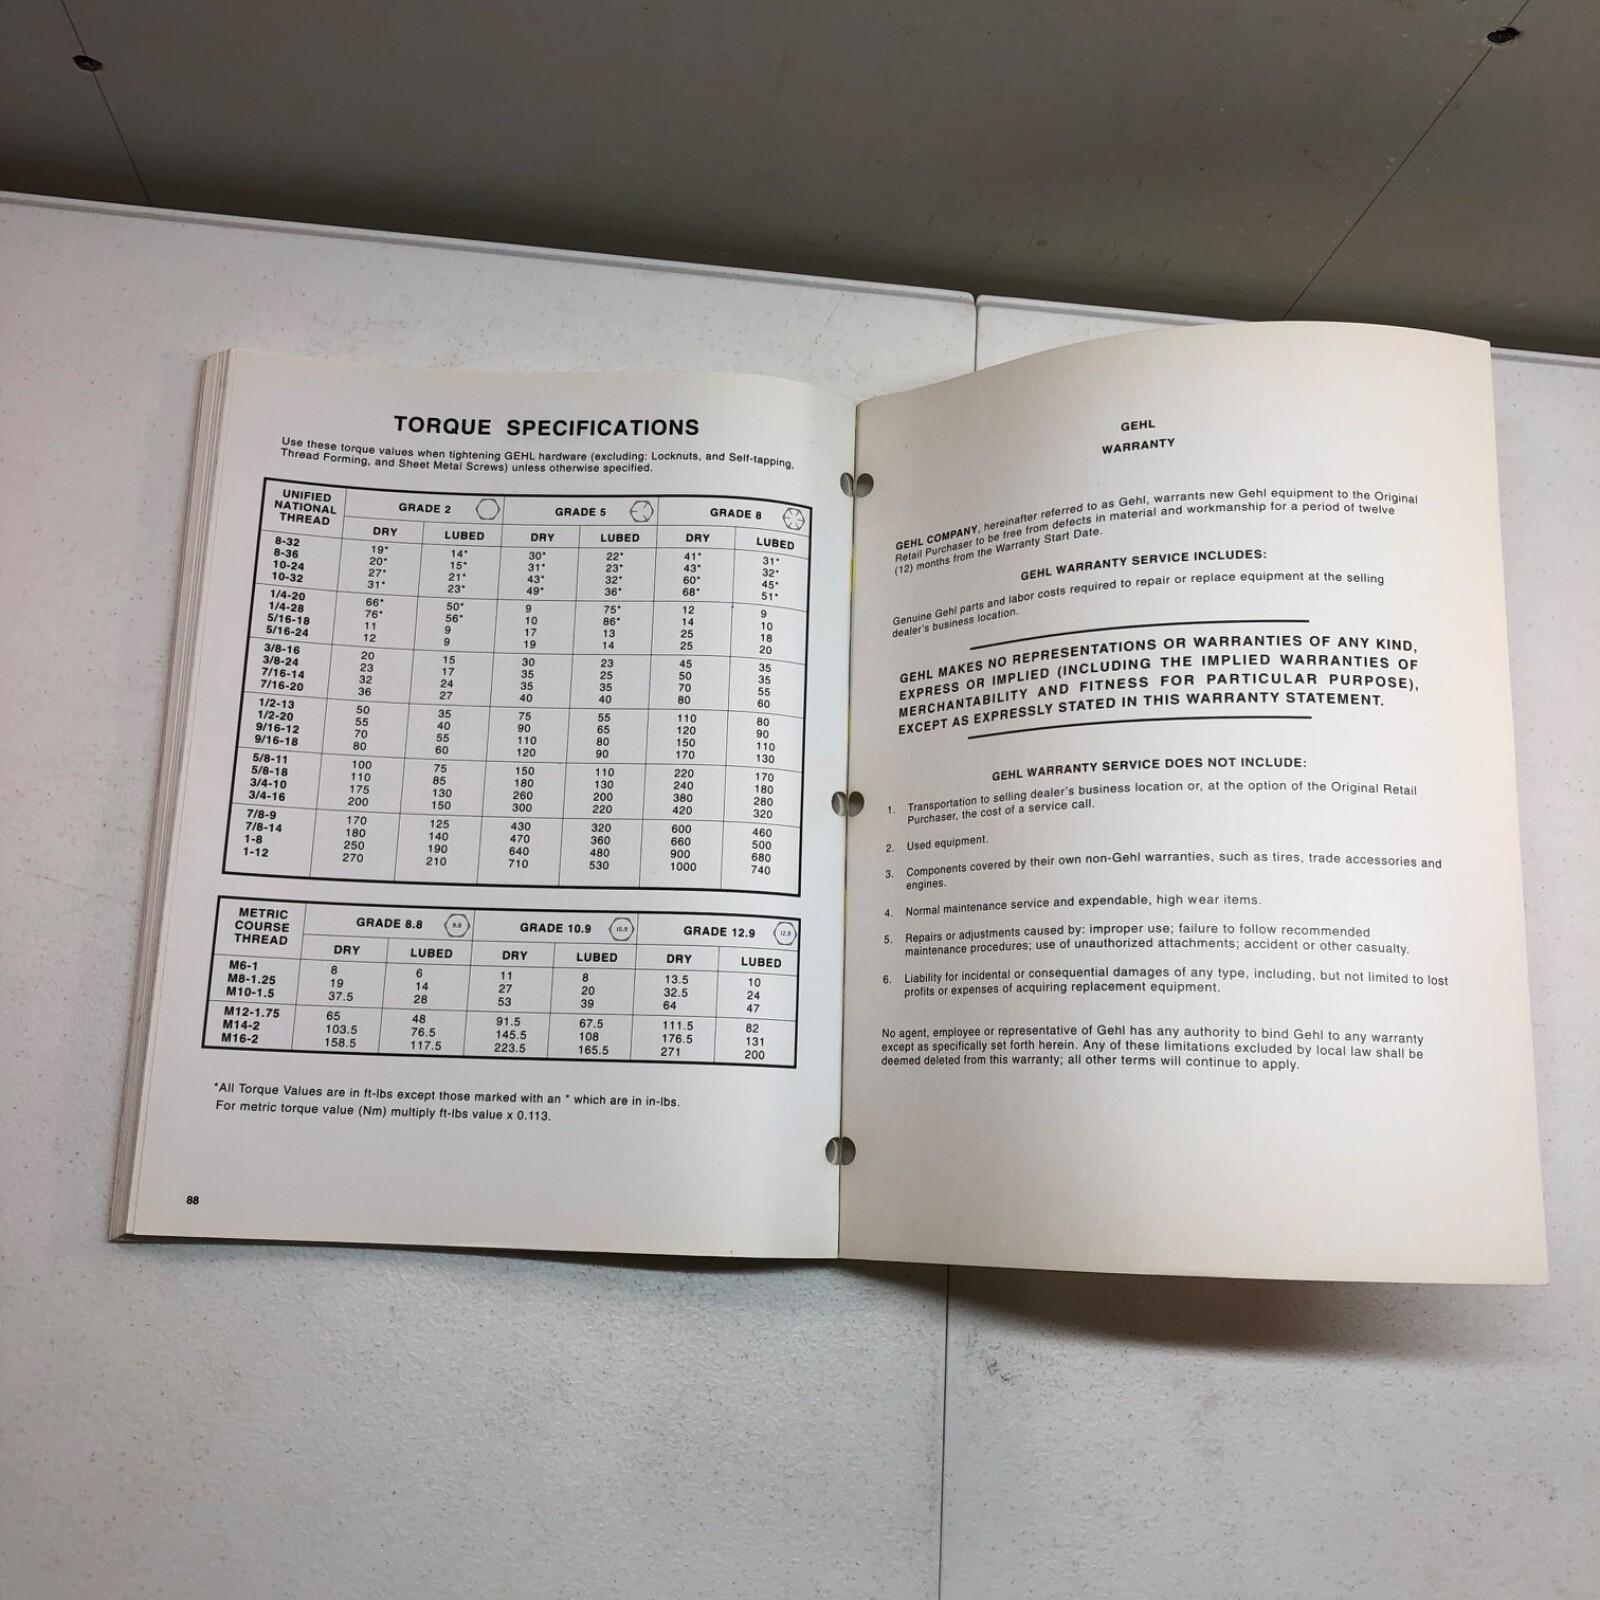 TORQUE SPECIFICATIONS
Use these torque values when tightening GEHL hardware (excluding: Locknuts, and Self-tapping,
Thread Forming, and Sheet Metal Screws) unless otherwise specified.
UNIFIED NATIONAL THREAD GRADE 2 GRADE 5 GRADE 8
DRY LUBED DRY LUBED DRY LUBED
8-32 19* 14* 30* 22* 41* 31*
8-36 20* 15* 31* 23* 43* 32*
10-24 27* 21* 43* 32* 60* 45*
10-32 31* 23* 49* 36* 68* 51*
1/4-20 66* 50* 9 75* 12 9
1/4-28 76* 56* 10 86* 14 10
5/16-18 11 9 17 13 25 18
5/16-24 12 9 19 14 25 20
3/8-16 20 15 30 23 45 35
3/8-24 23 17 35 25 50 35
7/16-14 32 24 35 35 70 55
7/16-20 36 27 40 40 80 60
1/2-13 50 35 75 55 110 80
1/2-20 55 40 90 65 120 90
9/16-12 70 55 110 80 150 110
9/16-18 80 60 120 90 170 130
5/8-11 100 75 150 110 220 170
5/8-18 110 85 180 130 240 180
3/4-10 175 130 260 200 380 280
3/4-16 200 150 300 220 420 320
7/8-9 170 125 430 320 600 460
7/8-14 180 140 470 360 660 500
1-8 250 190 640 480 900 680
1-12 270 210 710 530 1000 740
METRIC COURSE THREAD GRADE 8.8 8.8 GRADE 10.9 10.9 GRADE 12.9 12.9
DRY LUBED DRY LUBED DRY LUBED
M6-1 8 6 11 8 13.5 10
M8-1.25 19 14 27 20 32.5 24
M10-1.5 37.5 28 53 39 64 47
M12-1.75 65 48 91.5 67.5 111.5 82
M14-2 103.5 76.5 145.5 108 176.5 131
M16-2 158.5 117.5 223.5 165.5 271 200
*All Torque Values are in ft-lbs except those marked with an * which are in in-lbs.
For metric torque value (Nm) multiply ft-lbs value x 0.113.
88
GEHL
WARRANTY
GEHL COMPANY, hereinafter referred to as Gehl, warrants new Gehl equipment to the Original
Retail Purchaser to be free from defects in material and workmanship for a period of twelve
(12) months from the Warranty Start Date.
GEHL WARRANTY SERVICE INCLUDES:
Genuine Gehl parts and labor costs required to repair or replace equipment at the selling
dealer's business location.
GEHL MAKES NO REPRESENTATIONS OR WARRANTIES OF ANY KIND,
EXPRESS OR IMPLIED (INCLUDING THE IMPLIED WARRANTIES OF
MERCHANTABILITY AND FITNESS FOR PARTICULAR PURPOSE),
EXCEPT AS EXPRESSLY STATED IN THIS WARRANTY STATEMENT.
GEHL WARRANTY SERVICE DOES NOT INCLUDE:
1. Transportation to selling dealer's business location or, at the option of the Original Retail
Purchaser, the cost of a service call.
2. Used equipment.
3. Components covered by their own non-Gehl warranties, such as tires, trade accessories and
engines.
4. Normal maintenance service and expendable, high wear items.
5. Repairs or adjustments caused by: improper use; failure to follow recommended
maintenance procedures; use of unauthorized attachments; accident or other casualty.
6. Liability for incidental or consequential damages of any type, including, but not limited to lost
profits or expenses of acquiring replacement equipment.
No agent, employee or representative of Gehl has any authority to bind Gehl to any warranty
except as specifically set forth herein. Any of these limitations excluded by local law shall be
deemed deleted from this warranty; all other terms will continue to apply.